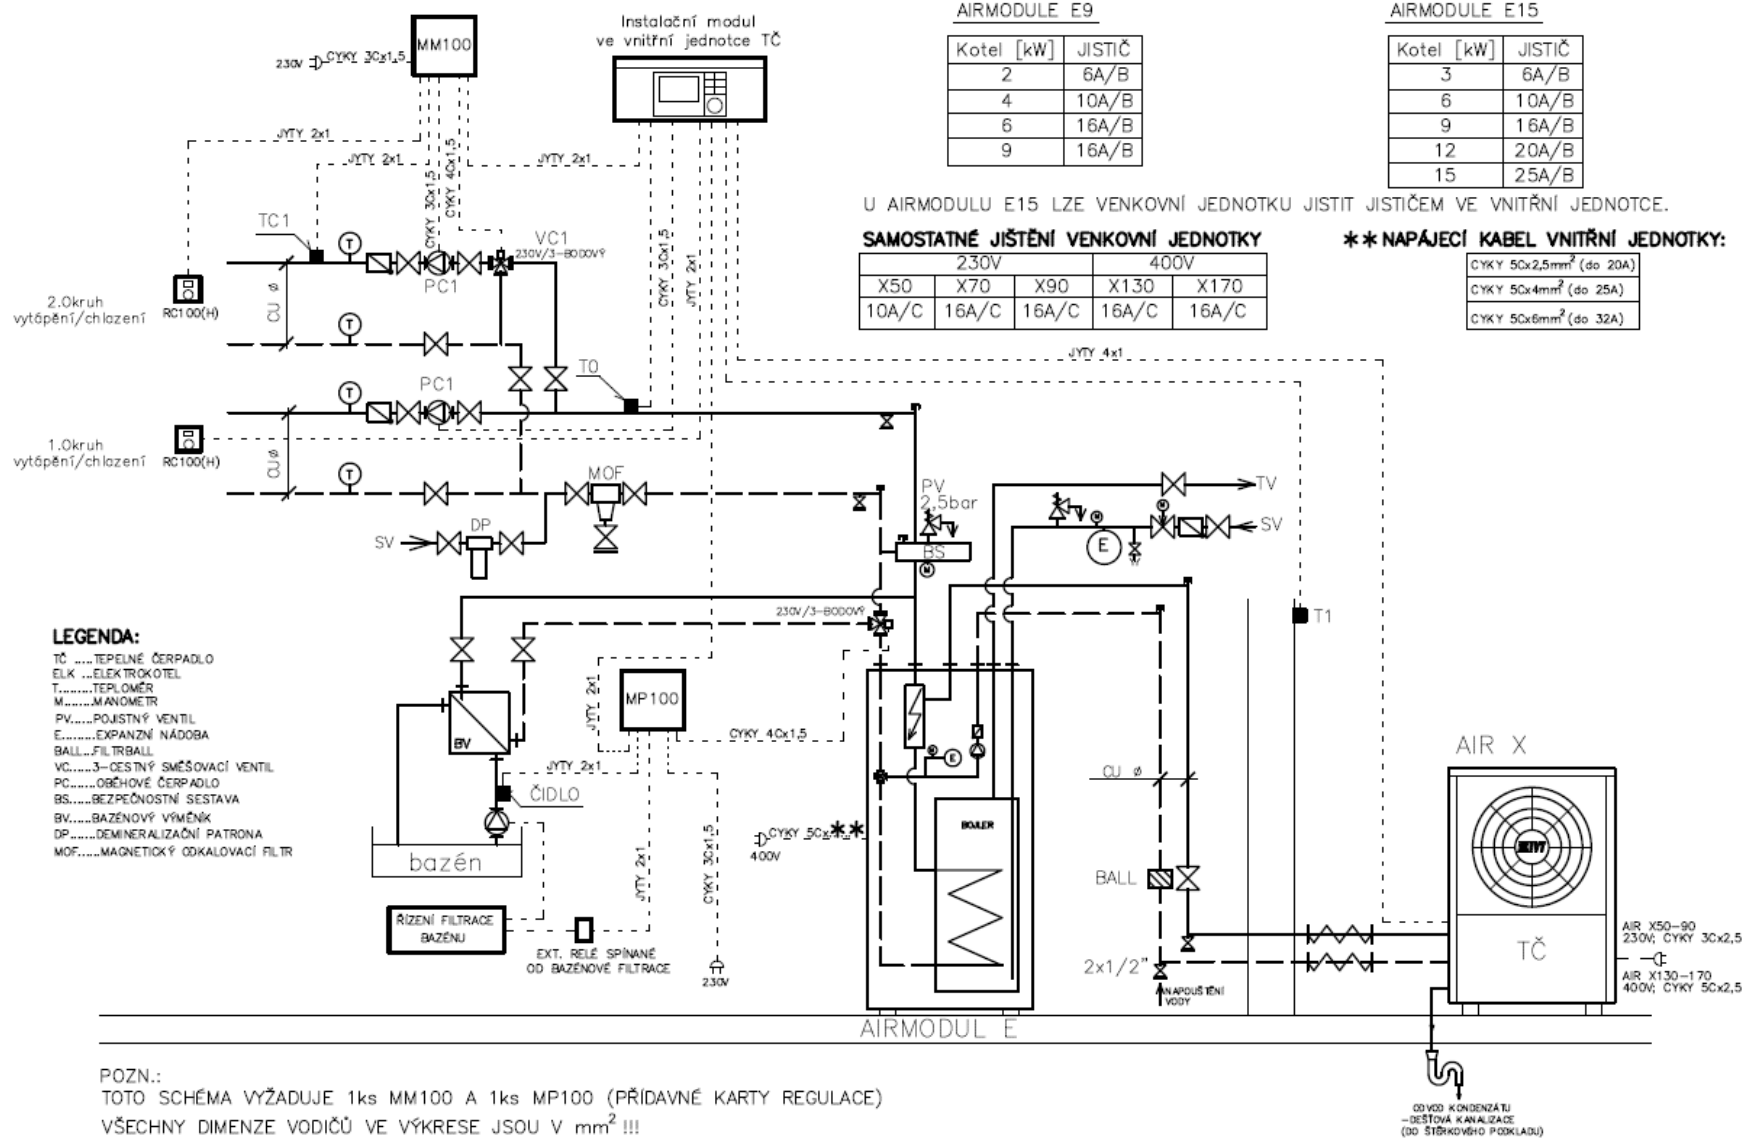 Instalační modul
ve vnitřní jednotce TČ
MM100
230V
CYKY 3Cx1,5
JYTY 2x1
JYTY 2x1
CYKY 3Cx1,5
CYKY 4Cx1,5
JYTY 2x1
CYKY 3Cx1,5
JYTY 2x1
AIRMODULE E9
Kotel [kW] JISTIČ
2 6A/B
4 10A/B
6 16A/B
9 16A/B
AIRMODULE E15
Kotel [kW] JISTIČ
3 6A/B
6 10A/B
9 16A/B
12 20A/B
15 25A/B
U AIRMODULU E15 LZE VENKOVNÍ JEDNOTKU JISTIT JISTIČEM VE VNITŘNÍ JEDNOTCE.
SAMOSTATNÉ JIŠTĚNÍ VENKOVNÍ JEDNOTKY
230V 400V
X50 X70 X90 X130 X170
10A/C 16A/C 16A/C 16A/C 16A/C
** NAPÁJECÍ KABEL VNITŘNÍ JEDNOTKY:
CYKY 5Cx2,5mm² (do 20A)
CYKY 5Cx4mm² (do 25A)
CYKY 5Cx6mm² (do 32A)
TC1
T
PC1
VC1
230V/3-BODOVÝ
2.Okruh
vytápění/chlazení
RC100(H)
CU ø
T
T
PC1
TO
JYTY 4x1
1.Okruh
vytápění/chlazení
RC100(H)
CU ø
T
MOF
SV
DP
PV
2,5bar
BS
M
TV
SV
M
M
E
230V/3-BODOVÝ
T1
LEGENDA:
TČ ....TEPELNÉ ČERPADLO
ELK ...ELEKTROKOTEL
T.........TEPLOMĚR
M.......MANOMETR
PV......POJISTNÝ VENTIL
E........EXPANZNÍ NÁDOBA
BALL...FILTRBALL
VC.....3-CESTNÝ SMĚŠOVACÍ VENTIL
PC......OBĚHOVÉ ČERPADLO
BS.....BEZPEČNOSTNÍ SESTAVA
BV.....BAZÉNOVÝ VÝMĚNÍK
DP......DEMINERALIZAČNÍ PATRONA
MOF.....MAGNETICKÝ ODKALOVACÍ FILTR
BV
JYTY 2x1
MP100
CYKY 4Cx1,5
JYTY 2x1
ČIDLO
bazén
JYTY 2x1
CYKY 3Cx1,5
ŘÍZENÍ FILTRACE
BAZÉNU
EXT. RELÉ SPÍNANÉ
OD BAZÉNOVÉ FILTRACE
230V
CYKY 5Cx**
400V
M
E
BOJLER
CU ø
BALL
2x1/2"
NAPOUŠTĚNÍ
VODY
AIRMODUL E
AIR X
IVT
TČ
AIR X50-90
230V; CYKY 3Cx2,5
AIR X130-170
400V; CYKY 5Cx2,5
ODVOD KONDENZÁTU
-DEŠŤOVÁ KANALIZACE
(DO ŠTĚRKOVÉHO PODKLADU)
POZN.:
TOTO SCHÉMA VYŽADUJE 1ks MM100 A 1ks MP100 (PŘÍDAVNÉ KARTY REGULACE)
VŠECHNY DIMENZE VODIČŮ VE VÝKRESE JSOU V mm² !!!